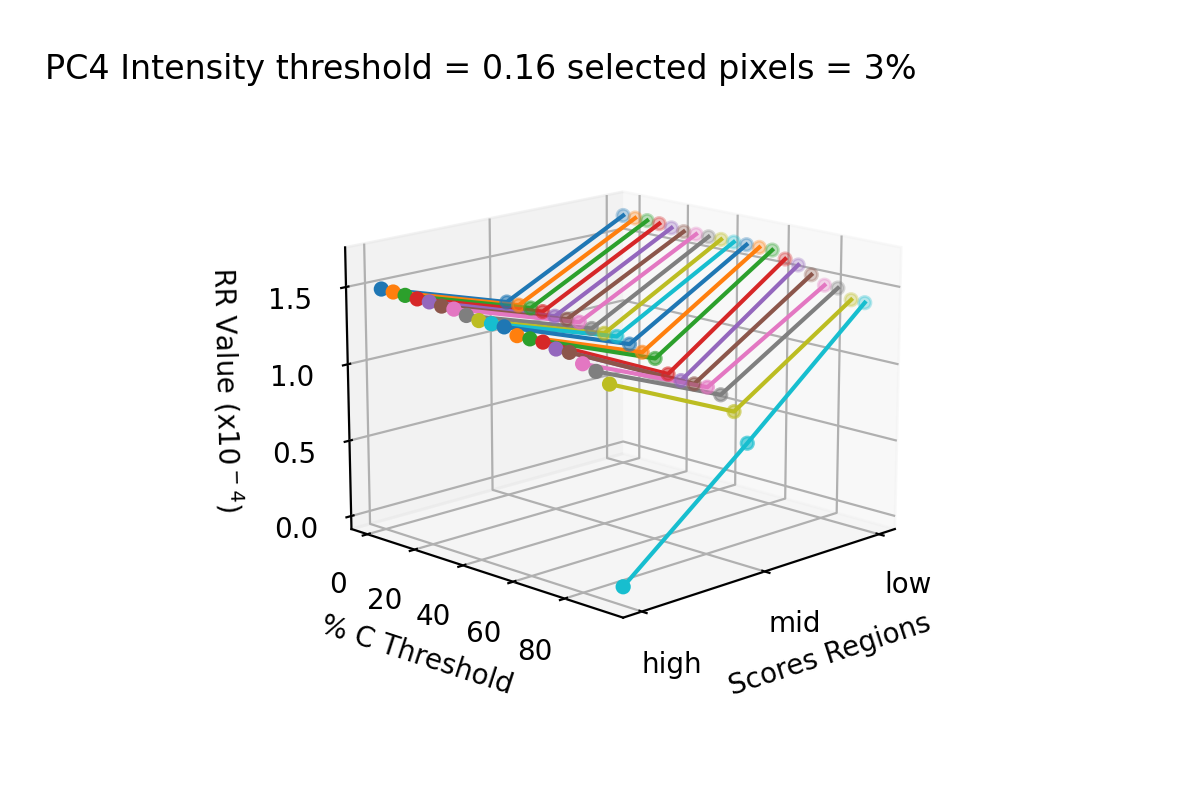 PC4 Intensity threshold = 0.16 selected pixels = 3%
RR Value (x10⁻⁴)
1.5
1.0
0.5
0.0
0
20
40
60
80
% C Threshold
high
mid
low
Scores Regions